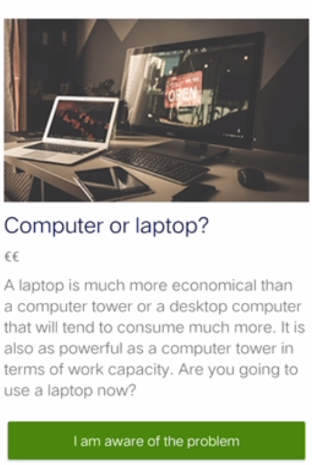 OPEN
Computer or laptop?
€€
A laptop is much more economical than
a computer tower or a desktop computer
that will tend to consume much more. It is
also as powerful as a computer tower in
terms of work capacity. Are you going to
use a laptop now?
I am aware of the problem